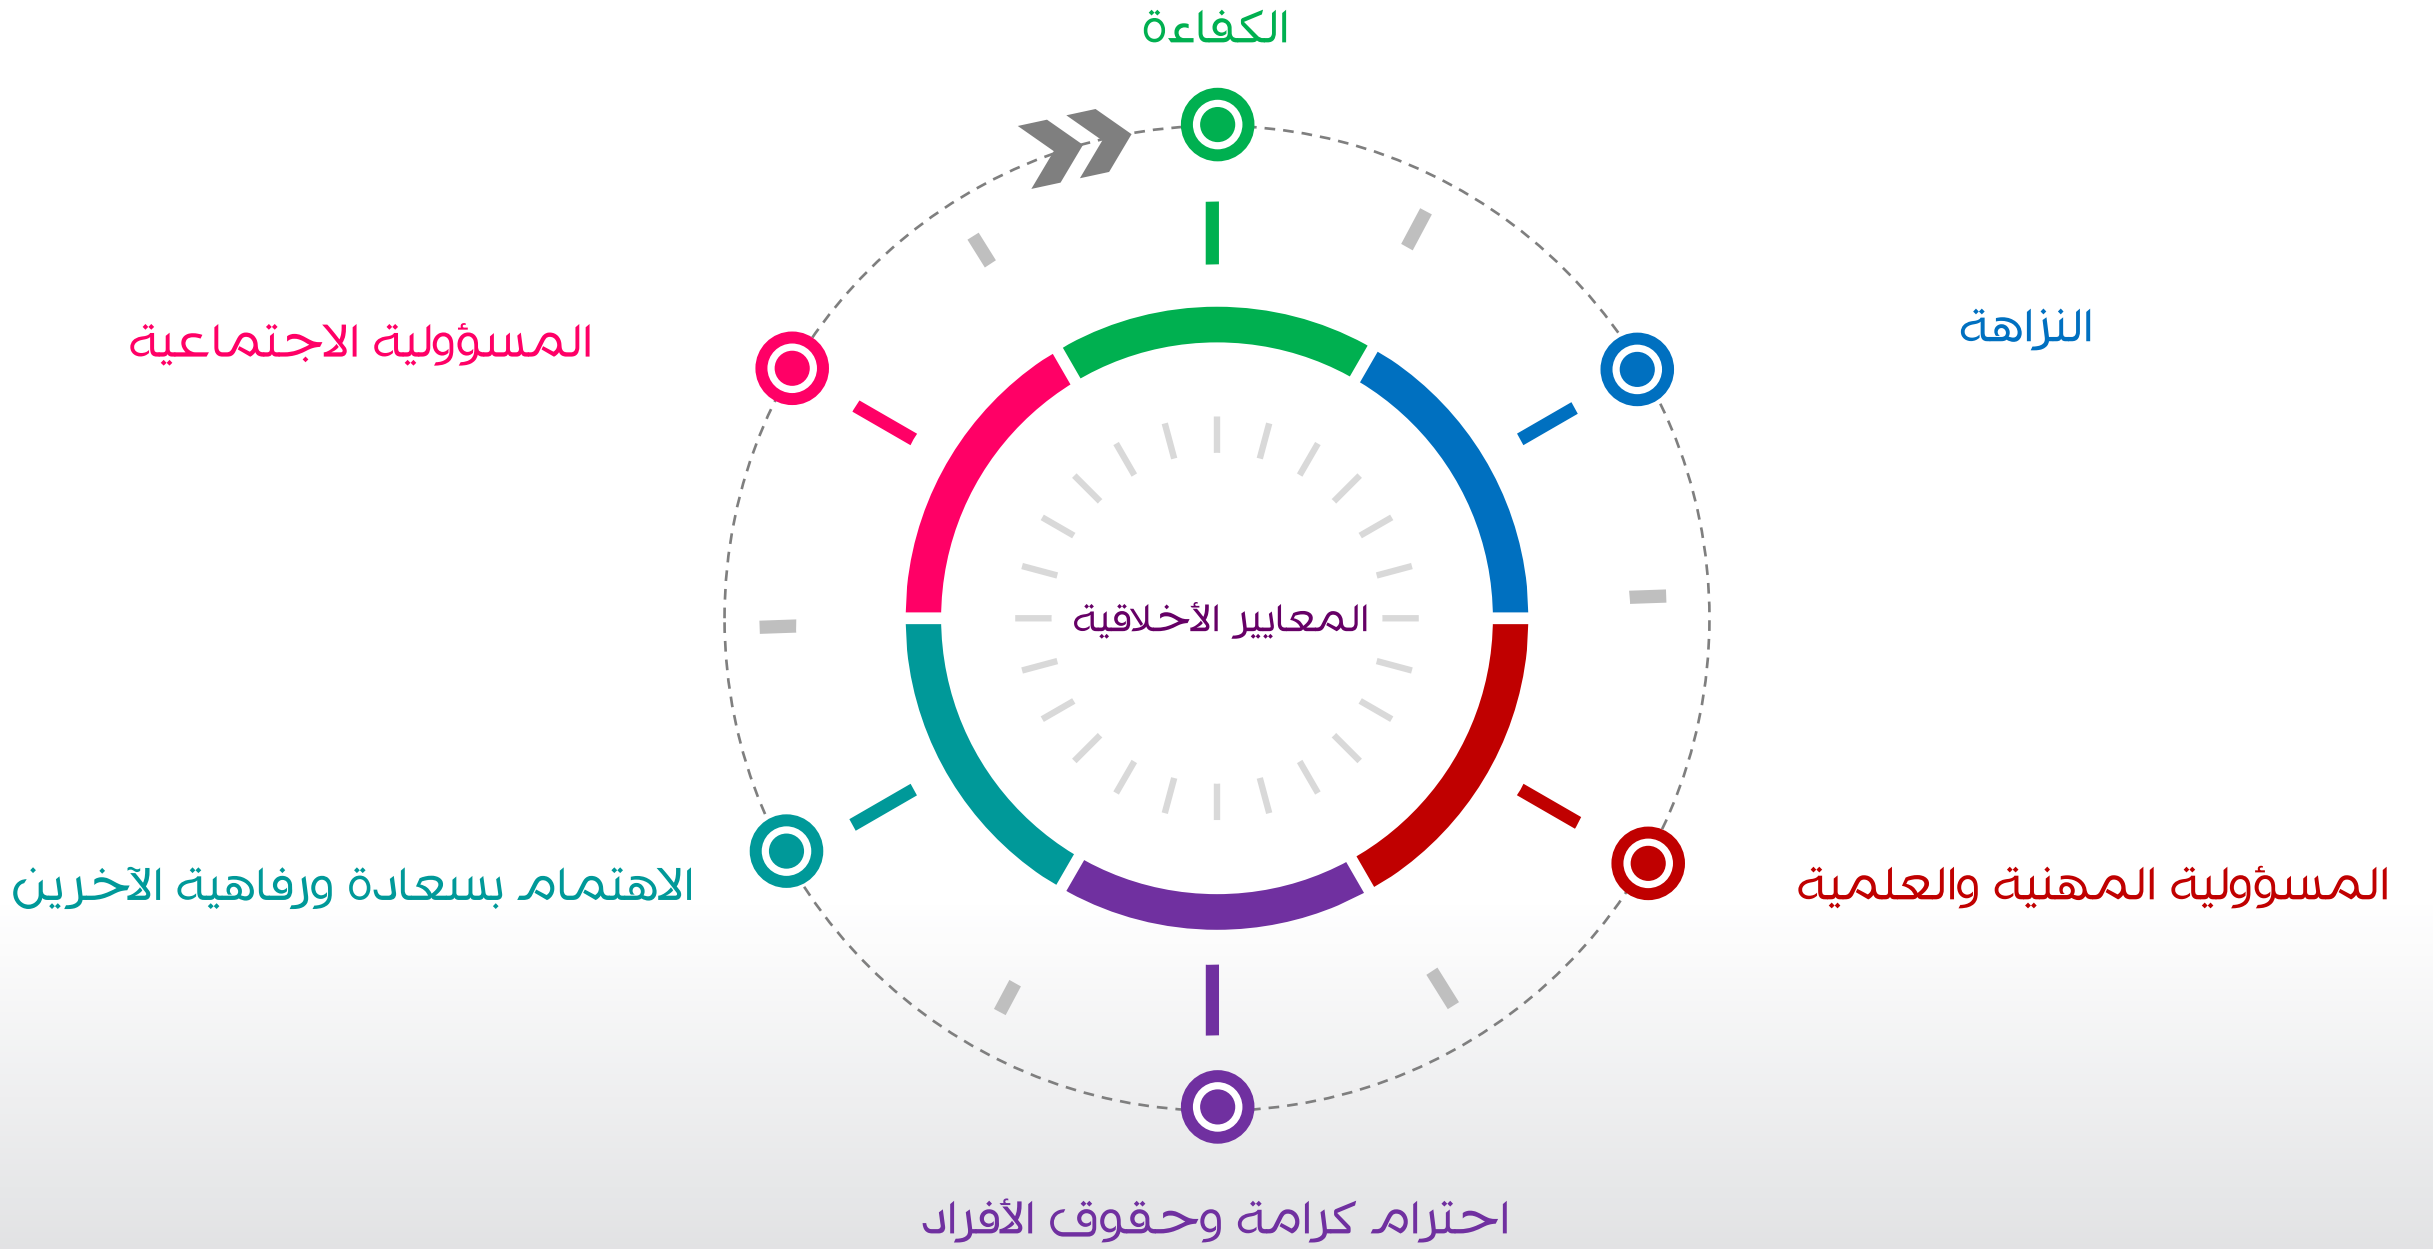 الكفاءة
النزاهة
المسؤولية الاجتماعية
المعايير الأخلاقية
المسؤولية المهنية والعلمية
الاهتمام بسعادة ورفاهية الآخرين
احترام كرامة وحقوق الأفراد